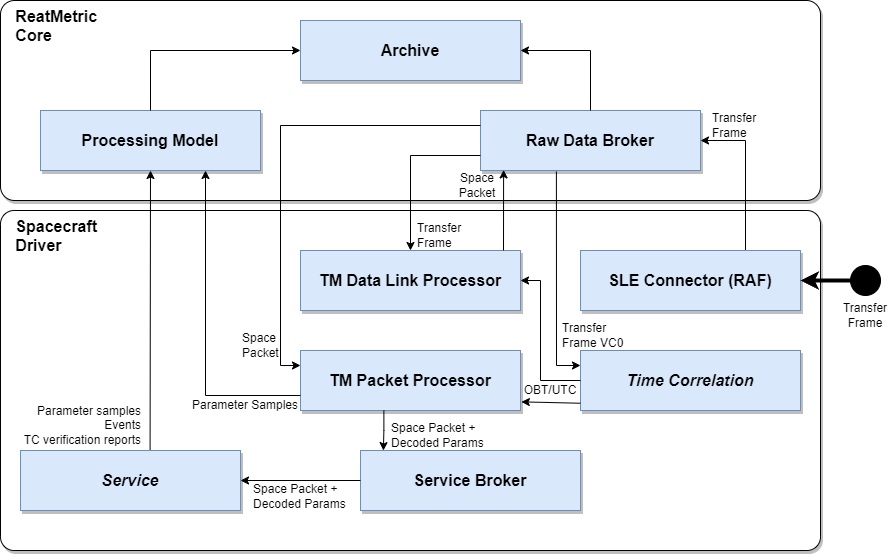 ReatMetric
Core
Archive
Processing Model
Raw Data Broker
Transfer
Frame
Space
Packet
Spacecraft
Driver
Transfer
Frame
TM Data Link Processor
SLE Connector (RAF)
Transfer
Frame
Transfer
Frame VC0
Space
Packet
TM Packet Processor
Time Correlation
OBT/UTC
Parameter Samples
Parameter samples
Events
TC verification reports
Space Packet +
Decoded Params
Service
Service Broker
Space Packet +
Decoded Params